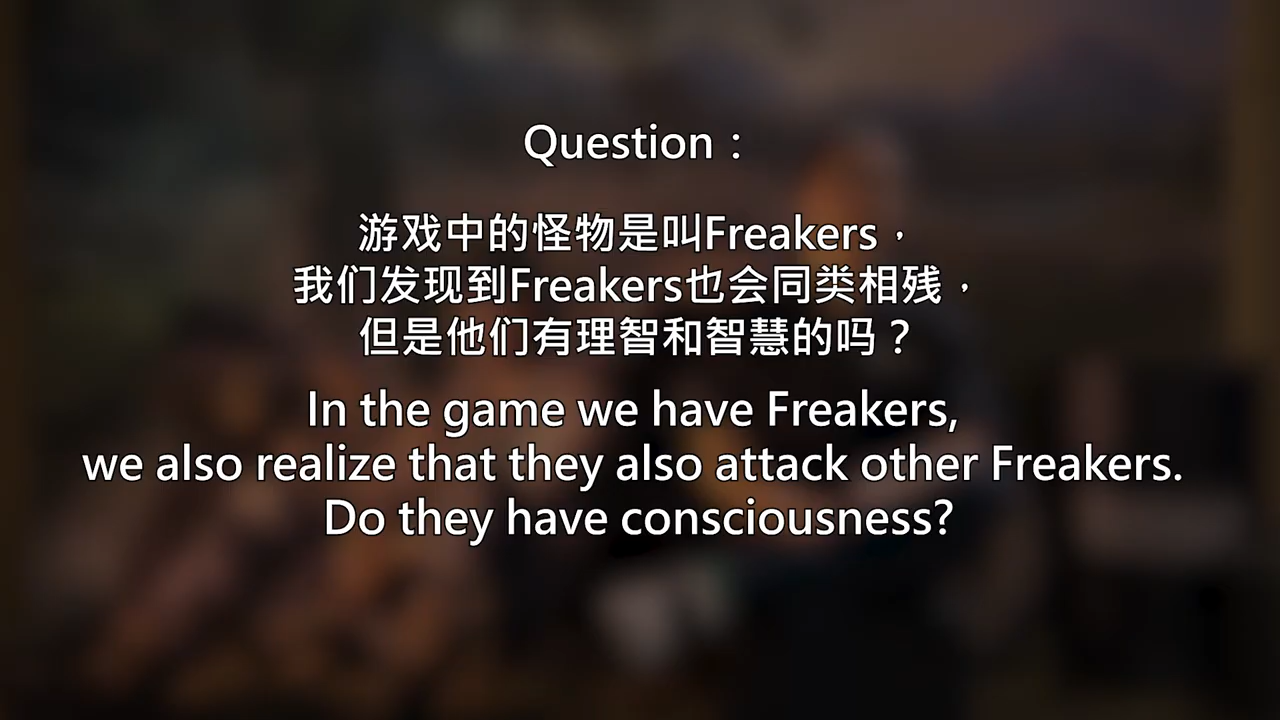 Question：
游戏中的怪物是叫Freakers，
我们发现到Freakers也会同类相残，
但是他们有理智和智慧的吗？
In the game we have Freakers,
we also realize that they also attack other Freakers.
Do they have consciousness?